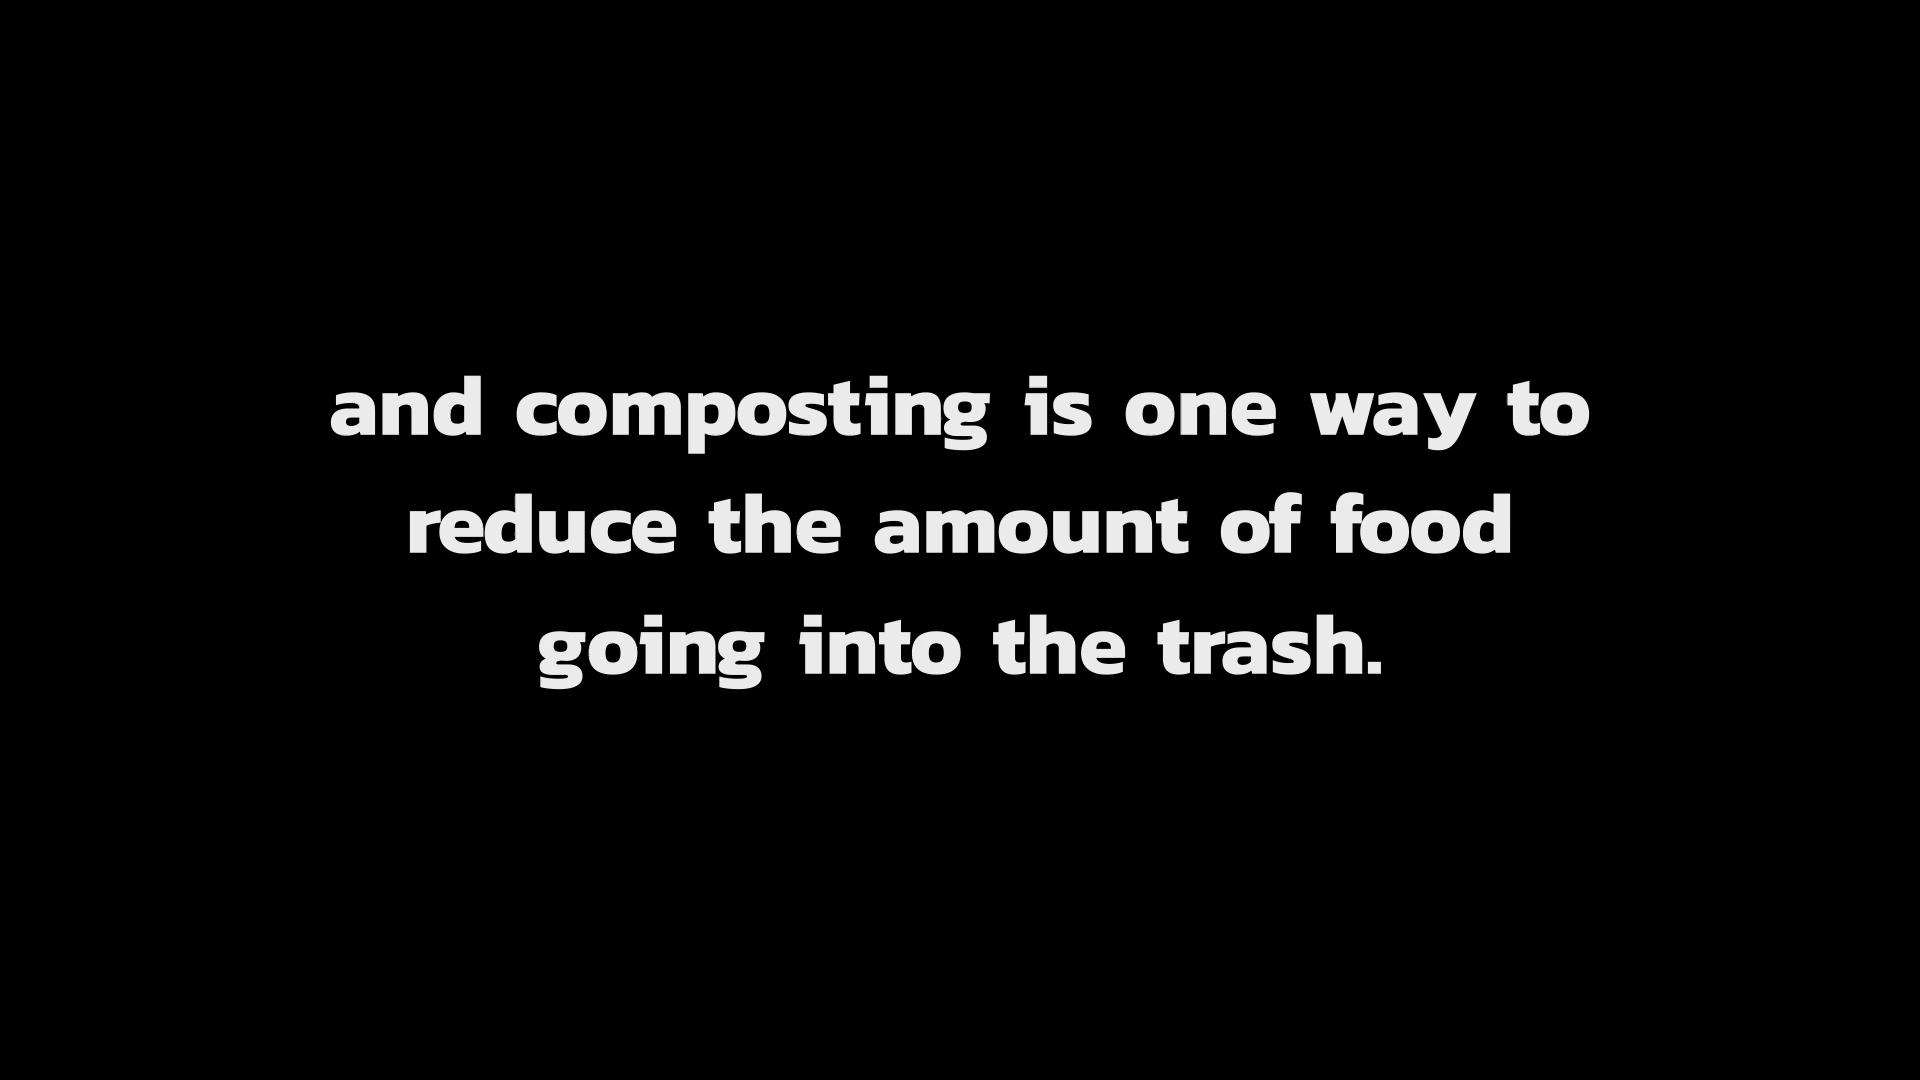 and composting is one way to
reduce the amount of food
going into the trash.